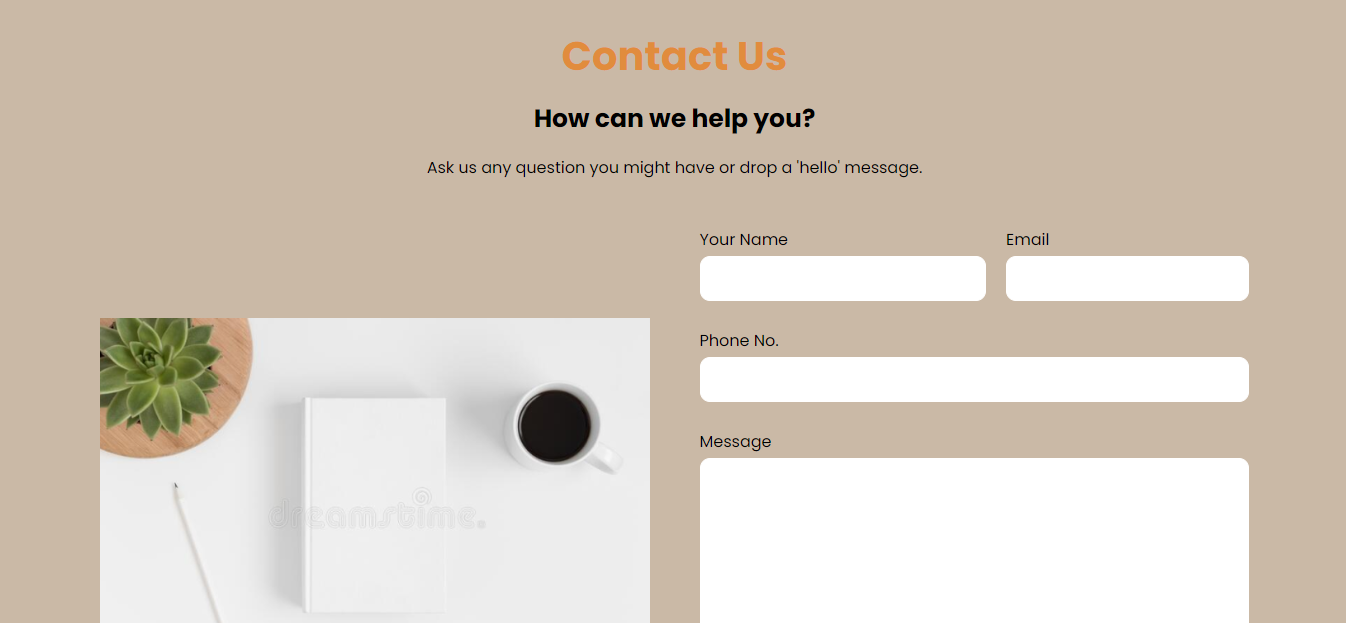 Contact Us
How can we help you?
Ask us any question you might have or drop a 'hello' message.
Your Name
Email
Phone No.
Message
dreamstime.